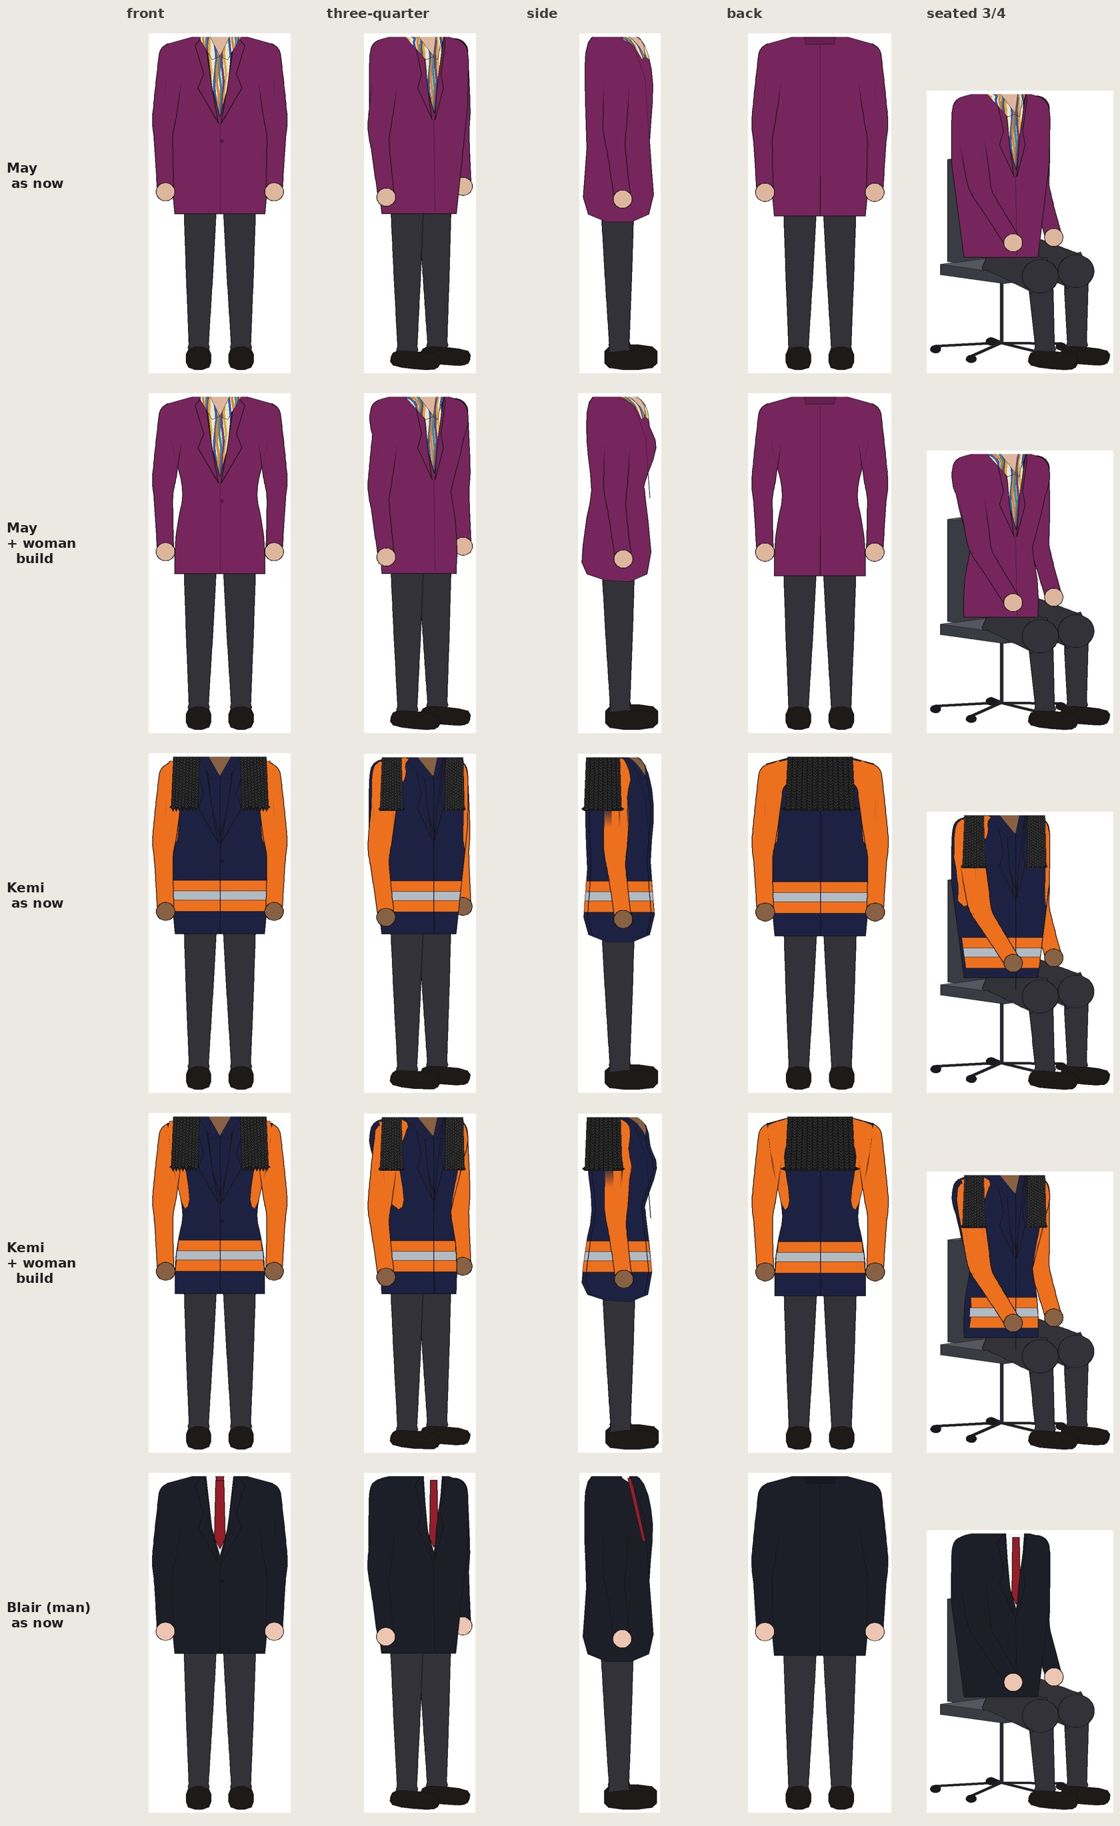 front three-quarter side back seated 3/4
May
as now
May
+ woman
build
Kemi
as now
Kemi
+ woman
build
Blair (man)
as now